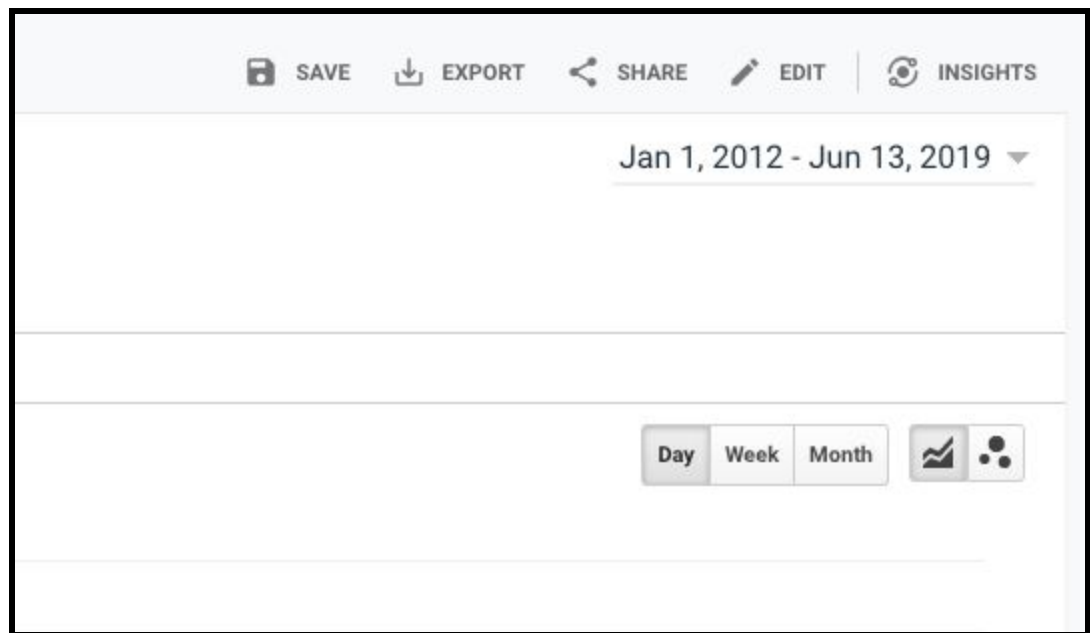 SAVE EXPORT SHARE EDIT INSIGHTS
Jan 1, 2012 - Jun 13, 2019
Day Week Month